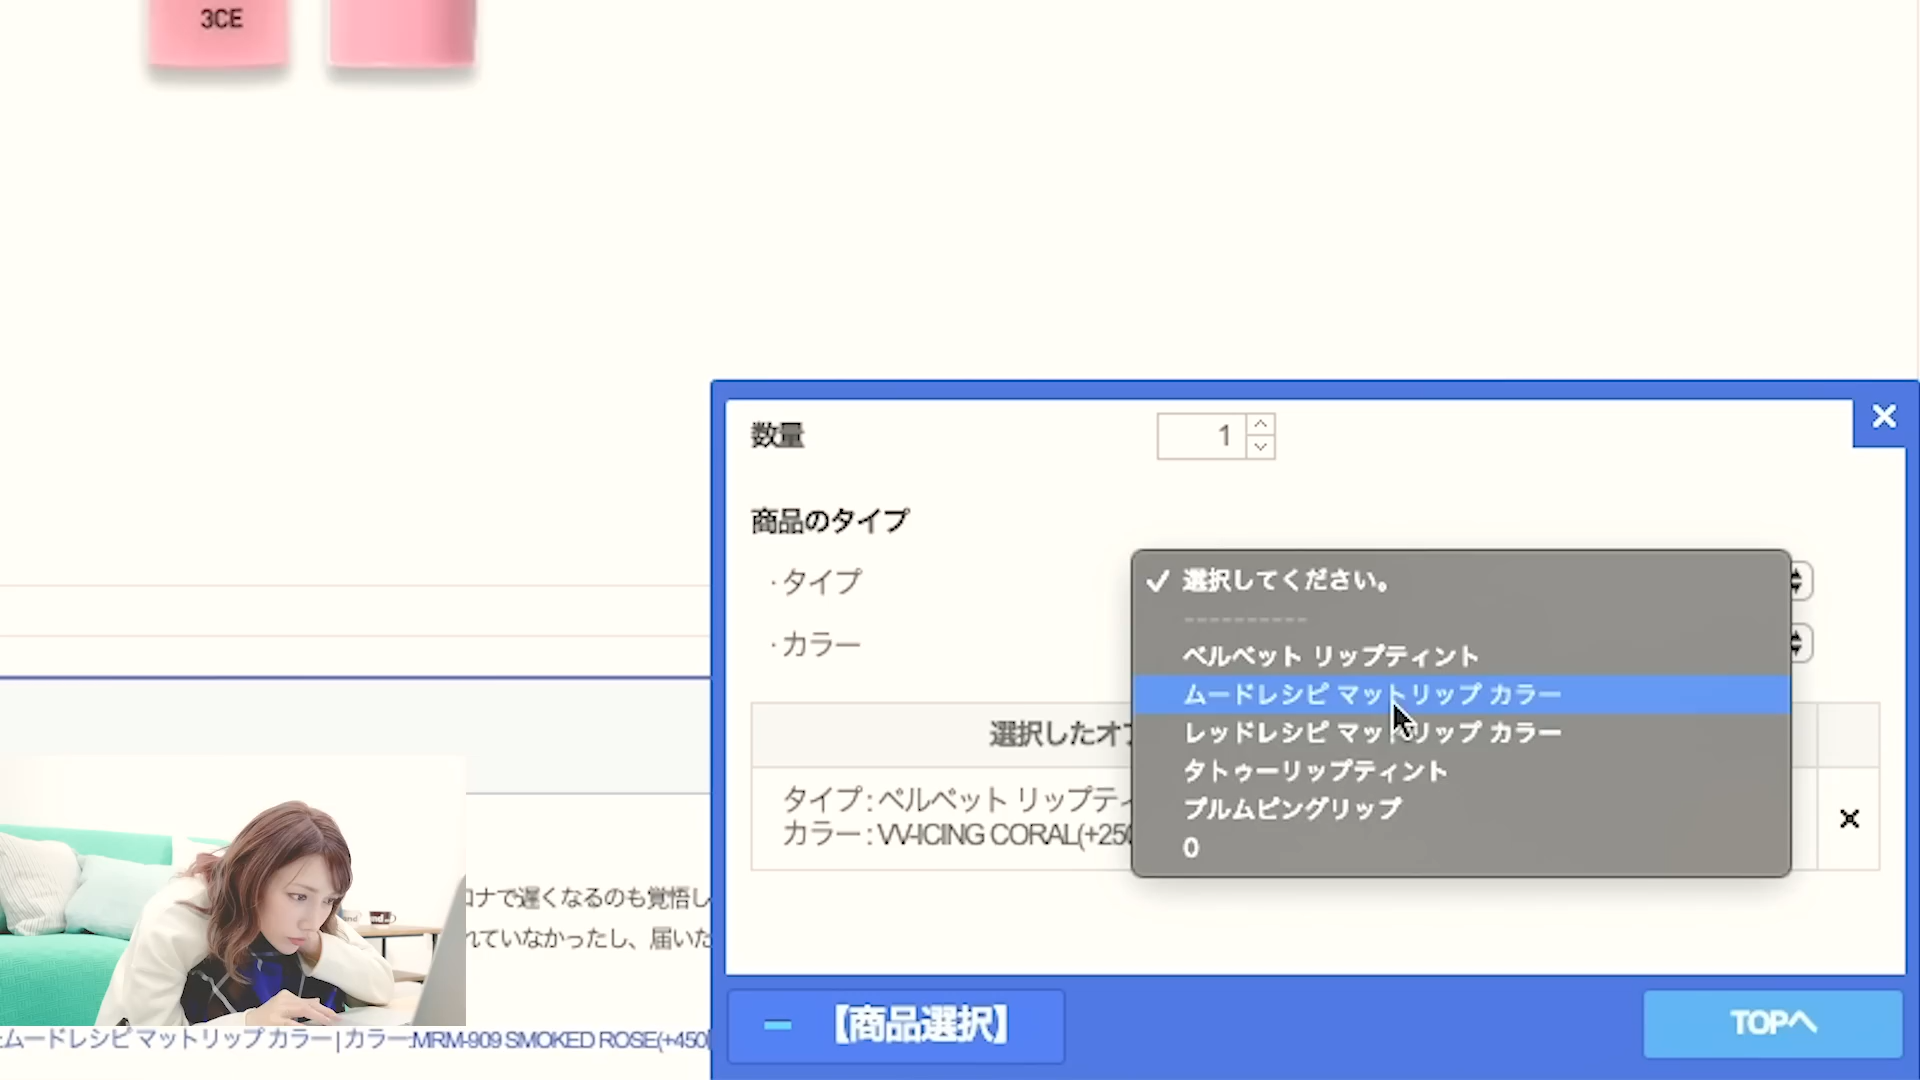 3CE
数量
1
商品のタイプ
・タイプ
・カラー
✓ 選択してください。
----------
ベルベット リップティント
ムードレシピ マットリップ カラー
レッドレシピ マットリップ カラー
タトゥーリップティント
プルムピングリップ
0
選択したオ
タイプ : ベルベット リップティ
カラー : VV-ICING CORAL(+250
ロナで遅くなるのも覚悟し
れていなかったし、届いた
ムードレシピ マットリップ カラー | カラー:MRM-909 SMOKED ROSE(+450
【商品選択】
TOPへ